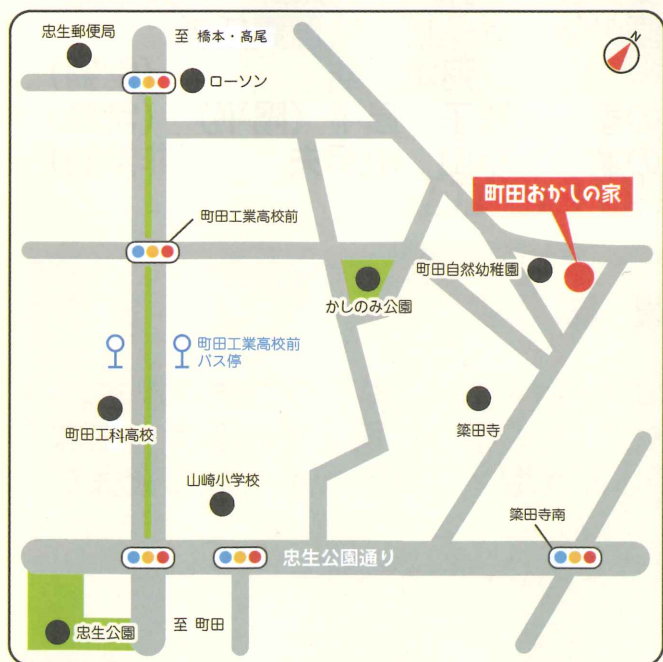 忠生郵便局
至 橋本・高尾
N
ローソン
町田おかしの家
町田工業高校前
町田自然幼稚園
かしのみ公園
町田工業高校前
バス停
町田工科高校
簗田寺
山崎小学校
簗田寺南
忠生公園通り
忠生公園
至 町田